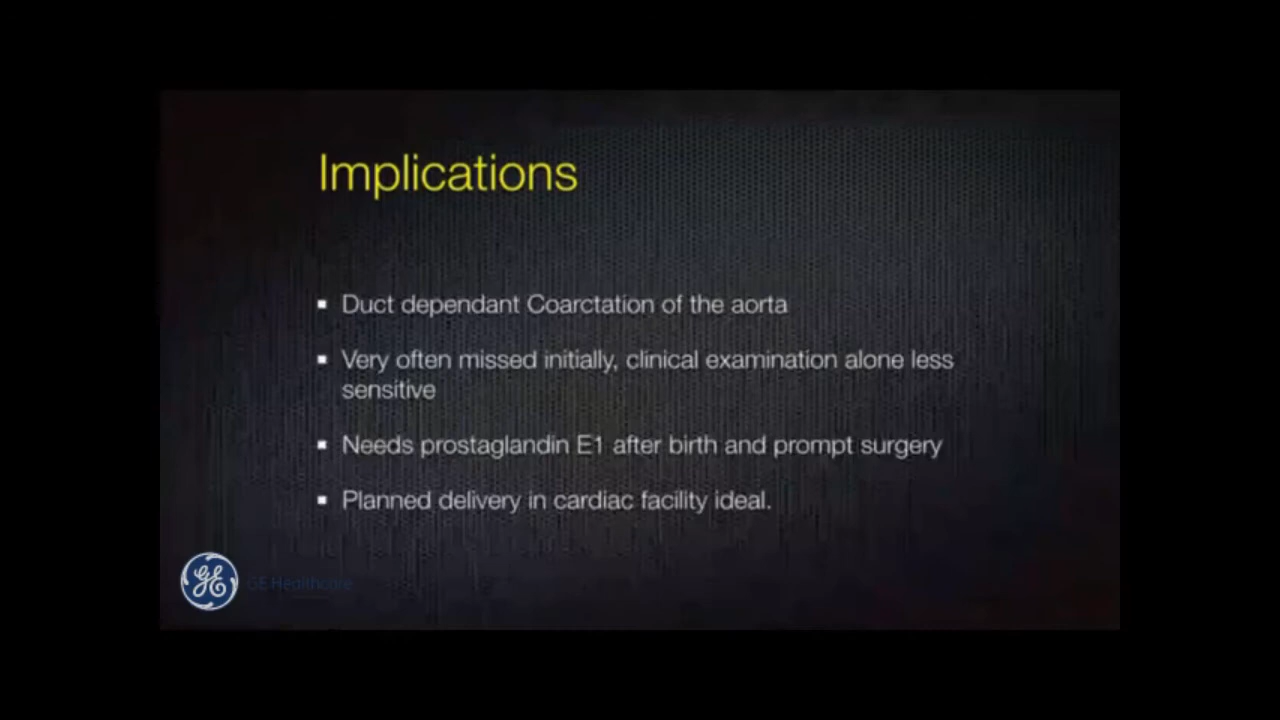 Implications
▪ Duct dependant Coarctation of the aorta
▪ Very often missed initially, clinical examination alone less
sensitive
▪ Needs prostaglandin E1 after birth and prompt surgery
▪ Planned delivery in cardiac facility ideal.
GE GE Healthcare